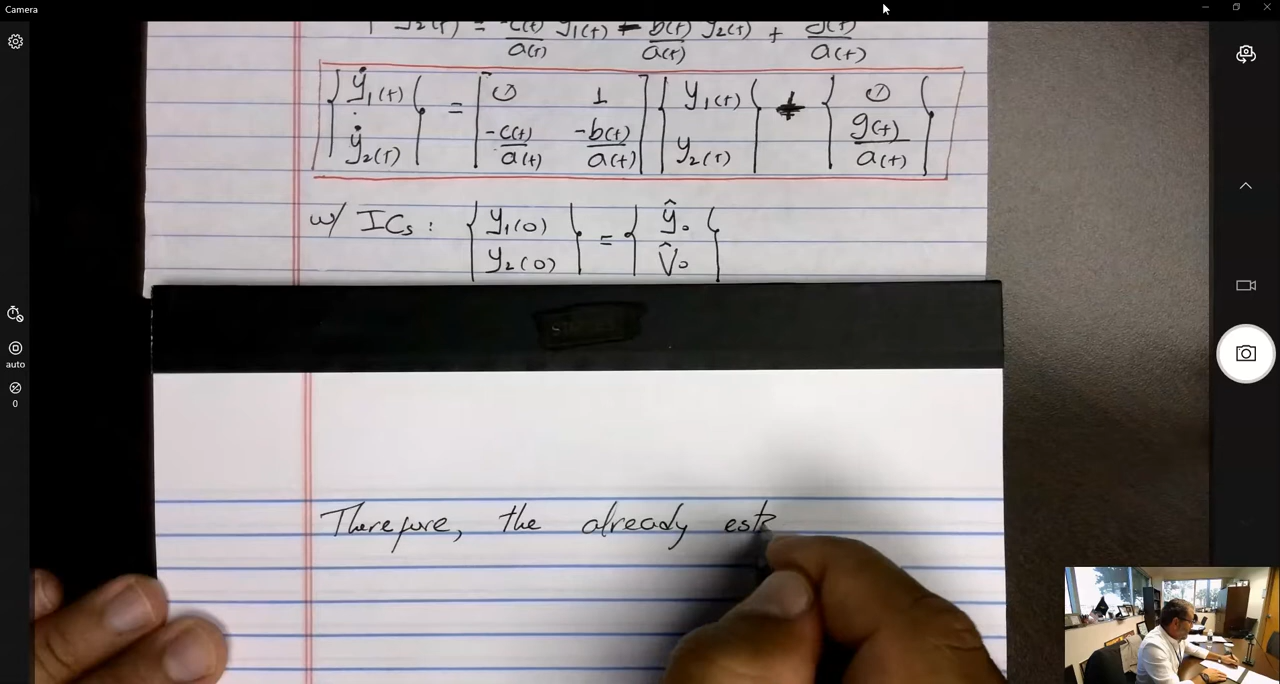 Camera
ẏ₂(t) = -c(t)/a(t) y₁(t) - b(t)/a(t) y₂(t) + g(t)/a(t)
{ẏ₁(t) ẏ₂(t)} = [0 1 -c(t)/a(t) -b(t)/a(t)] {y₁(t) y₂(t)} + {0 g(t)/a(t)}
w/ ICs : {y₁(0) y₂(0)} = {ŷ₀ V̂₀}
Therefore, the already est
auto
0